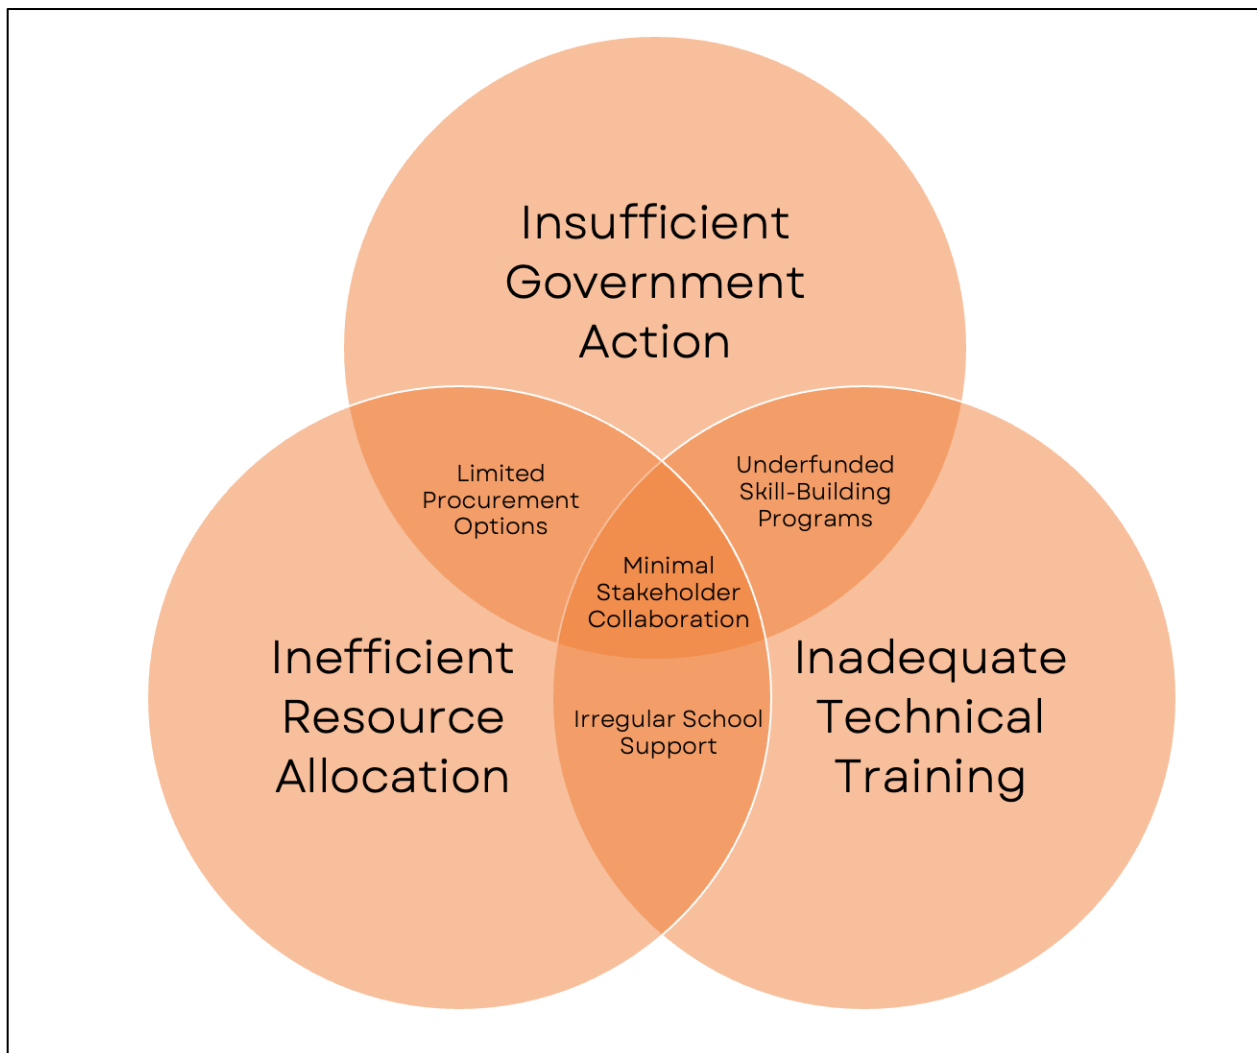 Insufficient
Government
Action
Limited
Procurement
Options
Underfunded
Skill-Building
Programs
Minimal
Stakeholder
Collaboration
Inefficient
Resource
Allocation
Inadequate
Technical
Training
Irregular School
Support